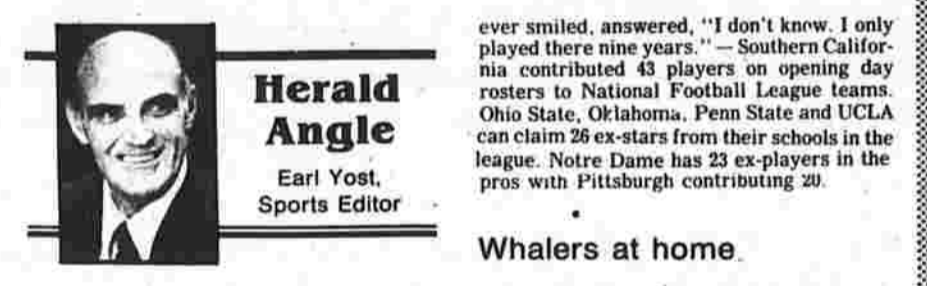 Herald
Angle
Earl Yost,
Sports Editor
ever smiled, answered, "I don't know. I only
played there nine years." — Southern Califor-
nia contributed 43 players on opening day
rosters to National Football League teams.
Ohio State, Oklahoma, Penn State and UCLA
can claim 26 ex-stars from their schools in the
league. Notre Dame has 23 ex-players in the
pros with Pittsburgh contributing 20.
Whalers at home